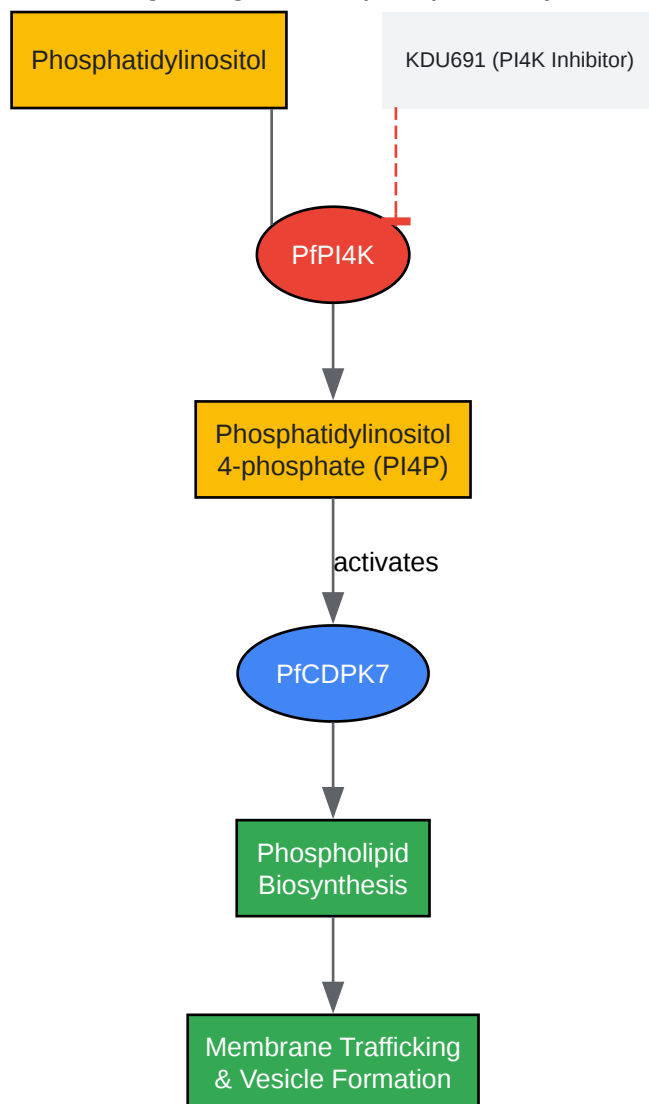 Phosphatidylinositol
KDU691 (PI4K Inhibitor)
PfPI4K
Phosphatidylinositol
4-phosphate (PI4P)
activates
PfCDPK7
Phospholipid
Biosynthesis
Membrane Trafficking
& Vesicle Formation